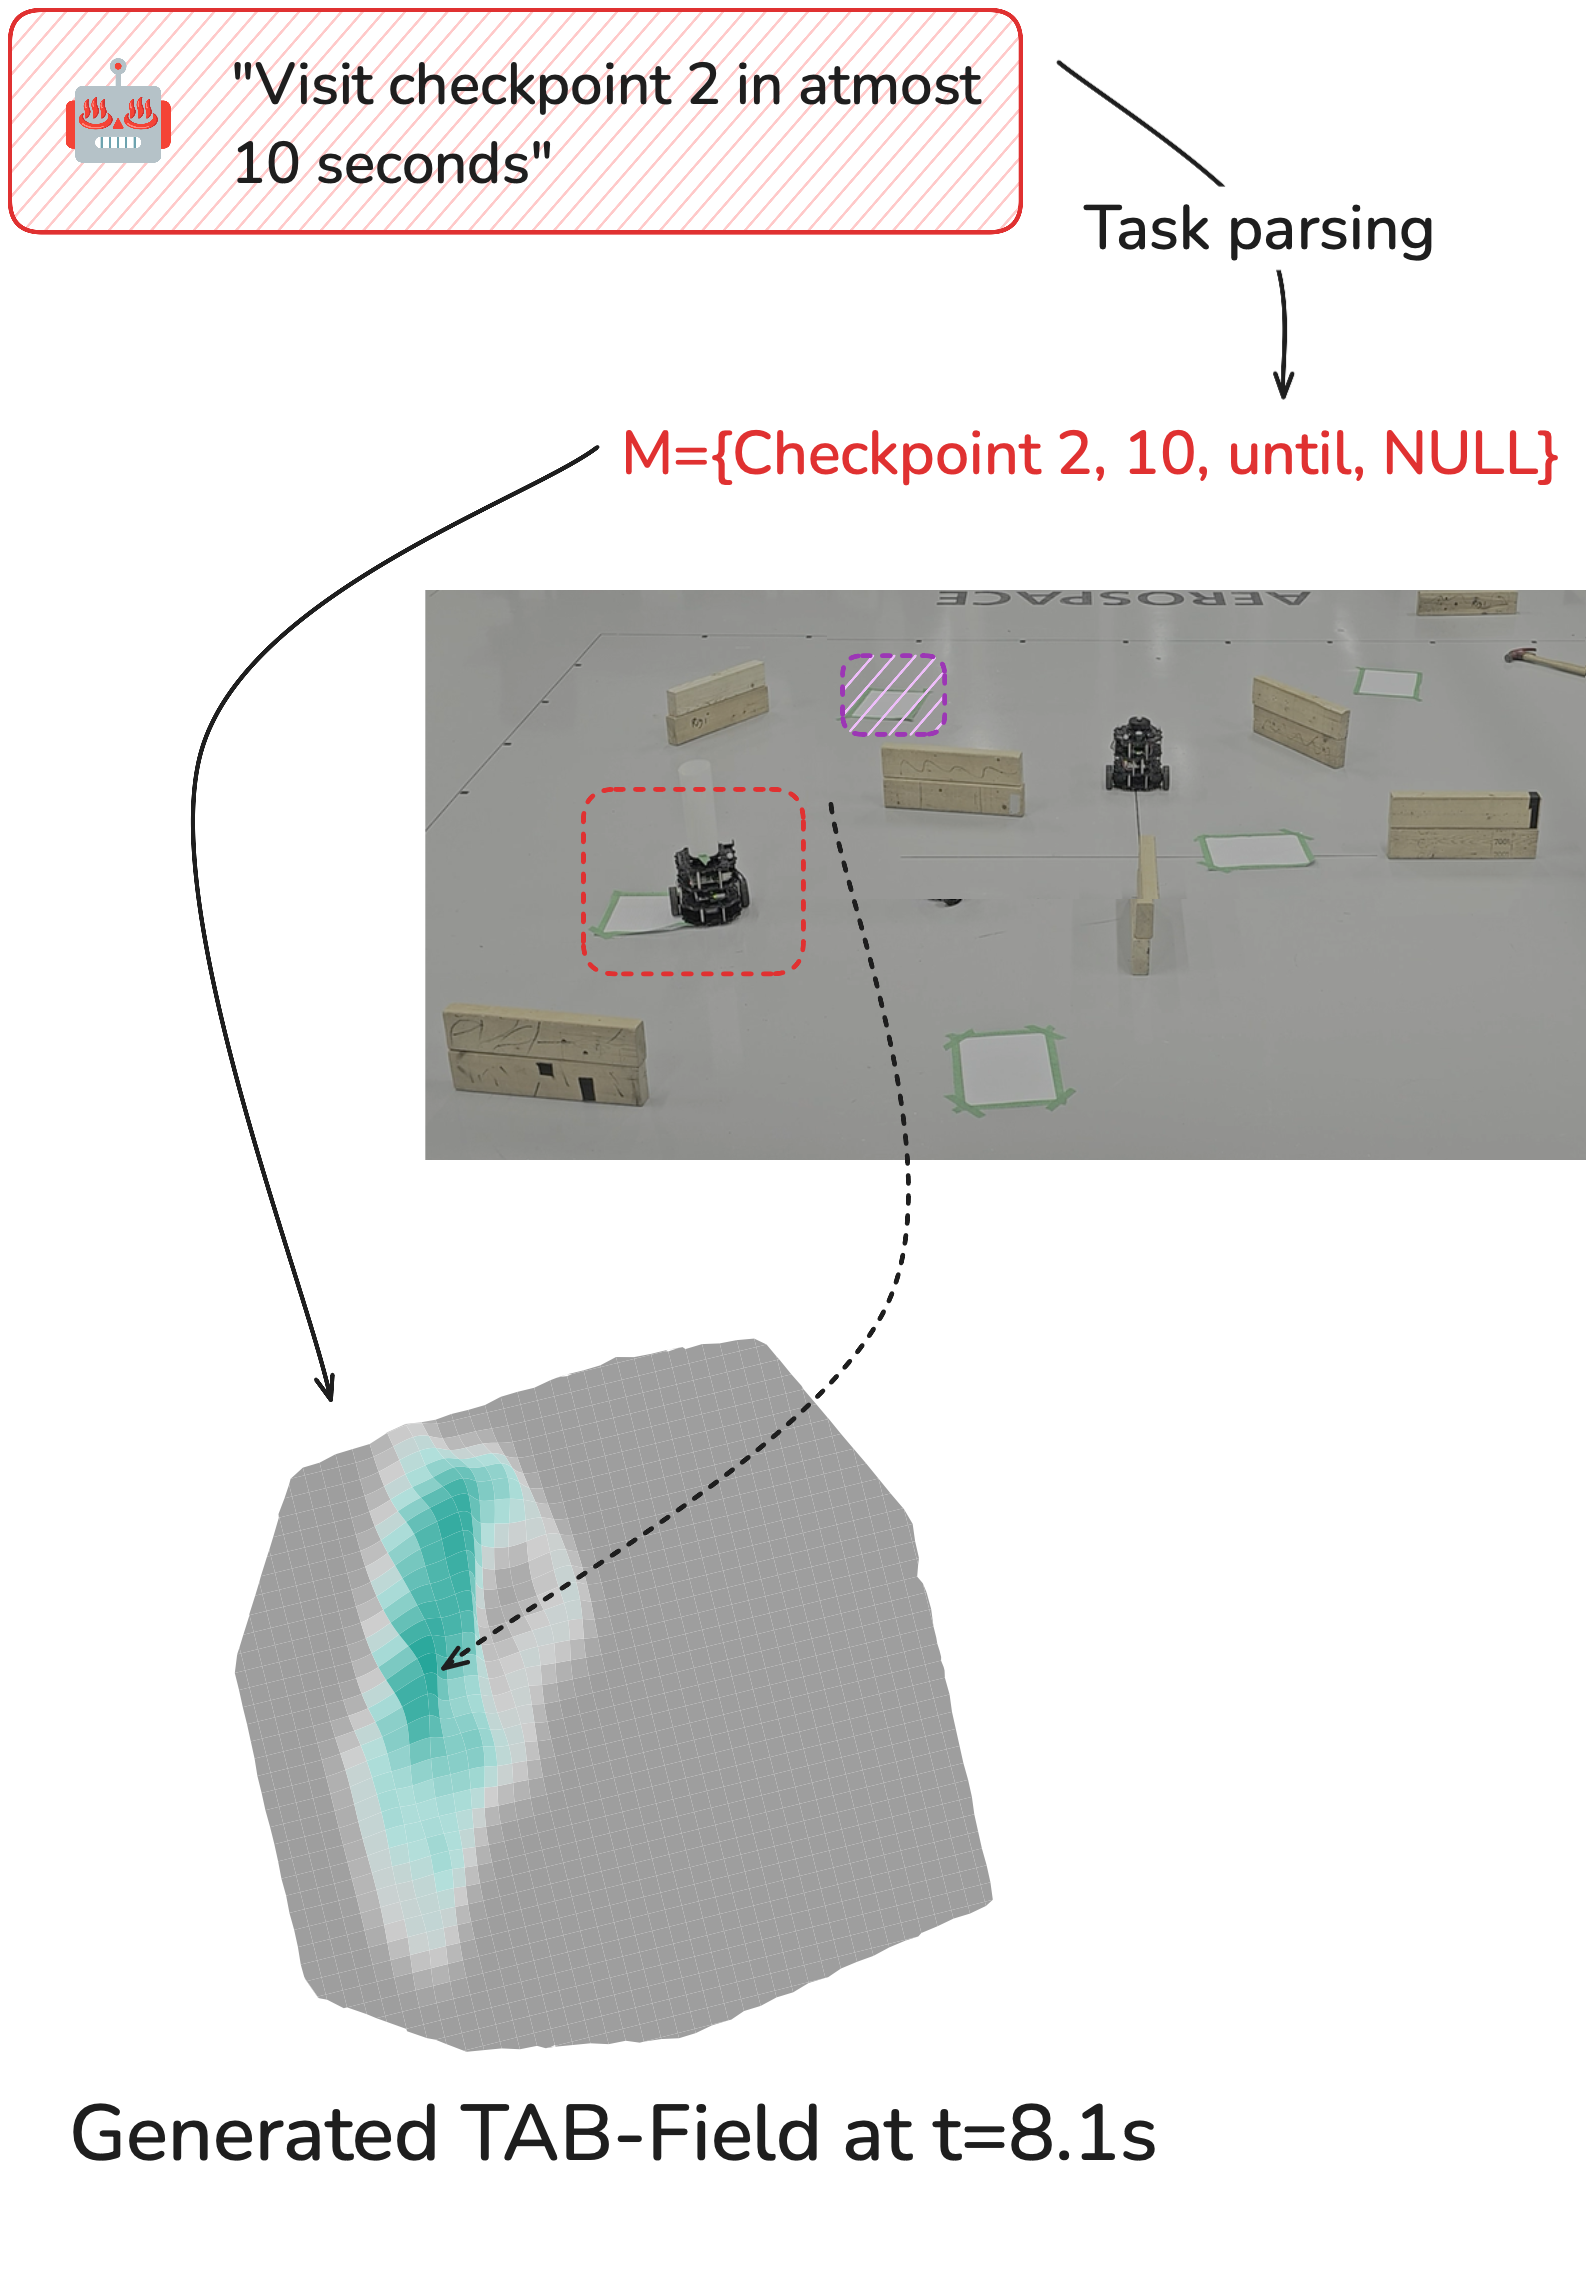 "Visit checkpoint 2 in atmost
10 seconds"
Task parsing
M={Checkpoint 2, 10, until, NULL}
AEROSPACE
Generated TAB-Field at t=8.1s